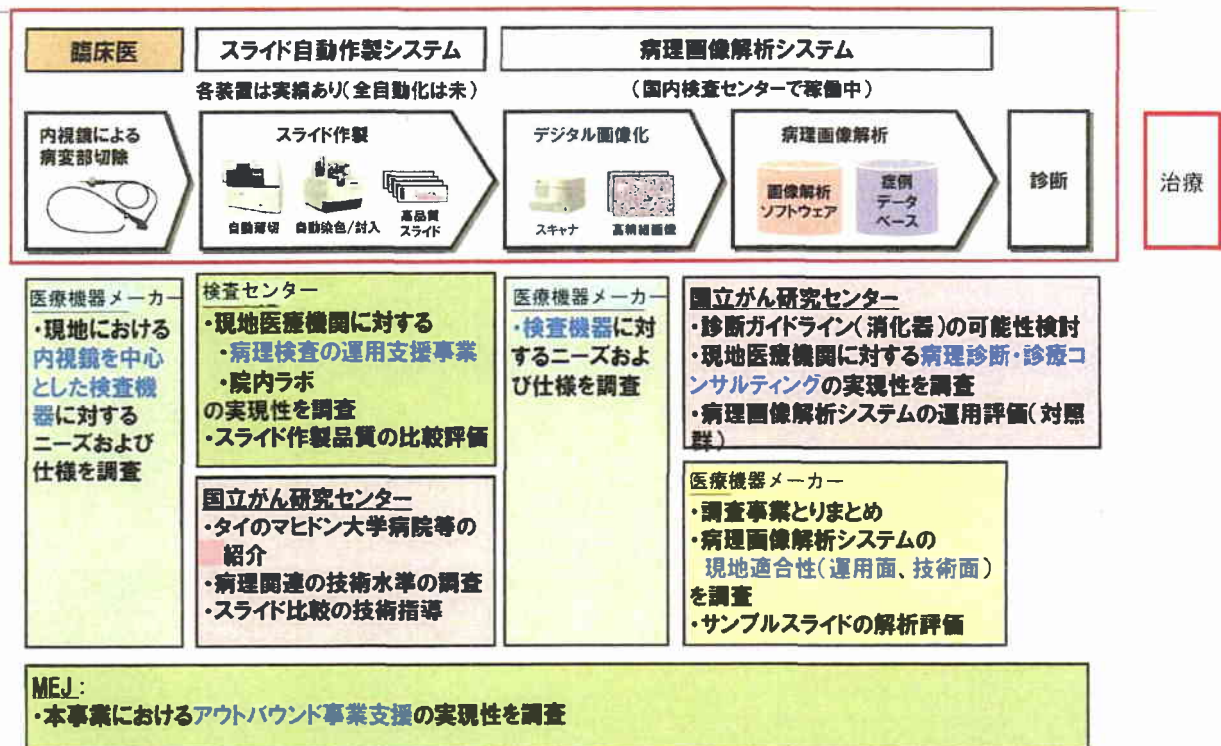 臨床医
スライド自動作製システム
病理画像解析システム
各装置は実績あり(全自動化は未)
(国内検査センターで稼働中)
内視鏡による
病変部切除
スライド作製
自動薄切
自動染色/封入
高品質
スライド
デジタル画像化
スキャナ
高精細画像
病理画像解析
画像解析
ソフトウェア
症例
データ
ベース
診断
治療
医療機器メーカー
・現地における
内視鏡を中心
とした検査機
器に対する
ニーズおよび
仕様を調査
検査センター
・現地医療機関に対する
・病理検査の運用支援事業
・院内ラボ
の実現性を調査
・スライド作製品質の比較評価
国立がん研究センター
・タイのマヒドン大学病院等の
紹介
・病理関連の技術水準の調査
・スライド比較の技術指導
医療機器メーカー
・検査機器に対
するニーズおよ
び仕様を調査
国立がん研究センター
・診断ガイドライン(消化器)の可能性検討
・現地医療機関に対する病理診断・診療コ
ンサルティングの実現性を調査
・病理画像解析システムの運用評価(対照
群)
医療機器メーカー
・調査事業とりまとめ
・病理画像解析システムの
現地適合性(運用面、技術面)
を調査
・サンプルスライドの解析評価
MEJ:
・本事業におけるアウトバウンド事業支援の実現性を調査